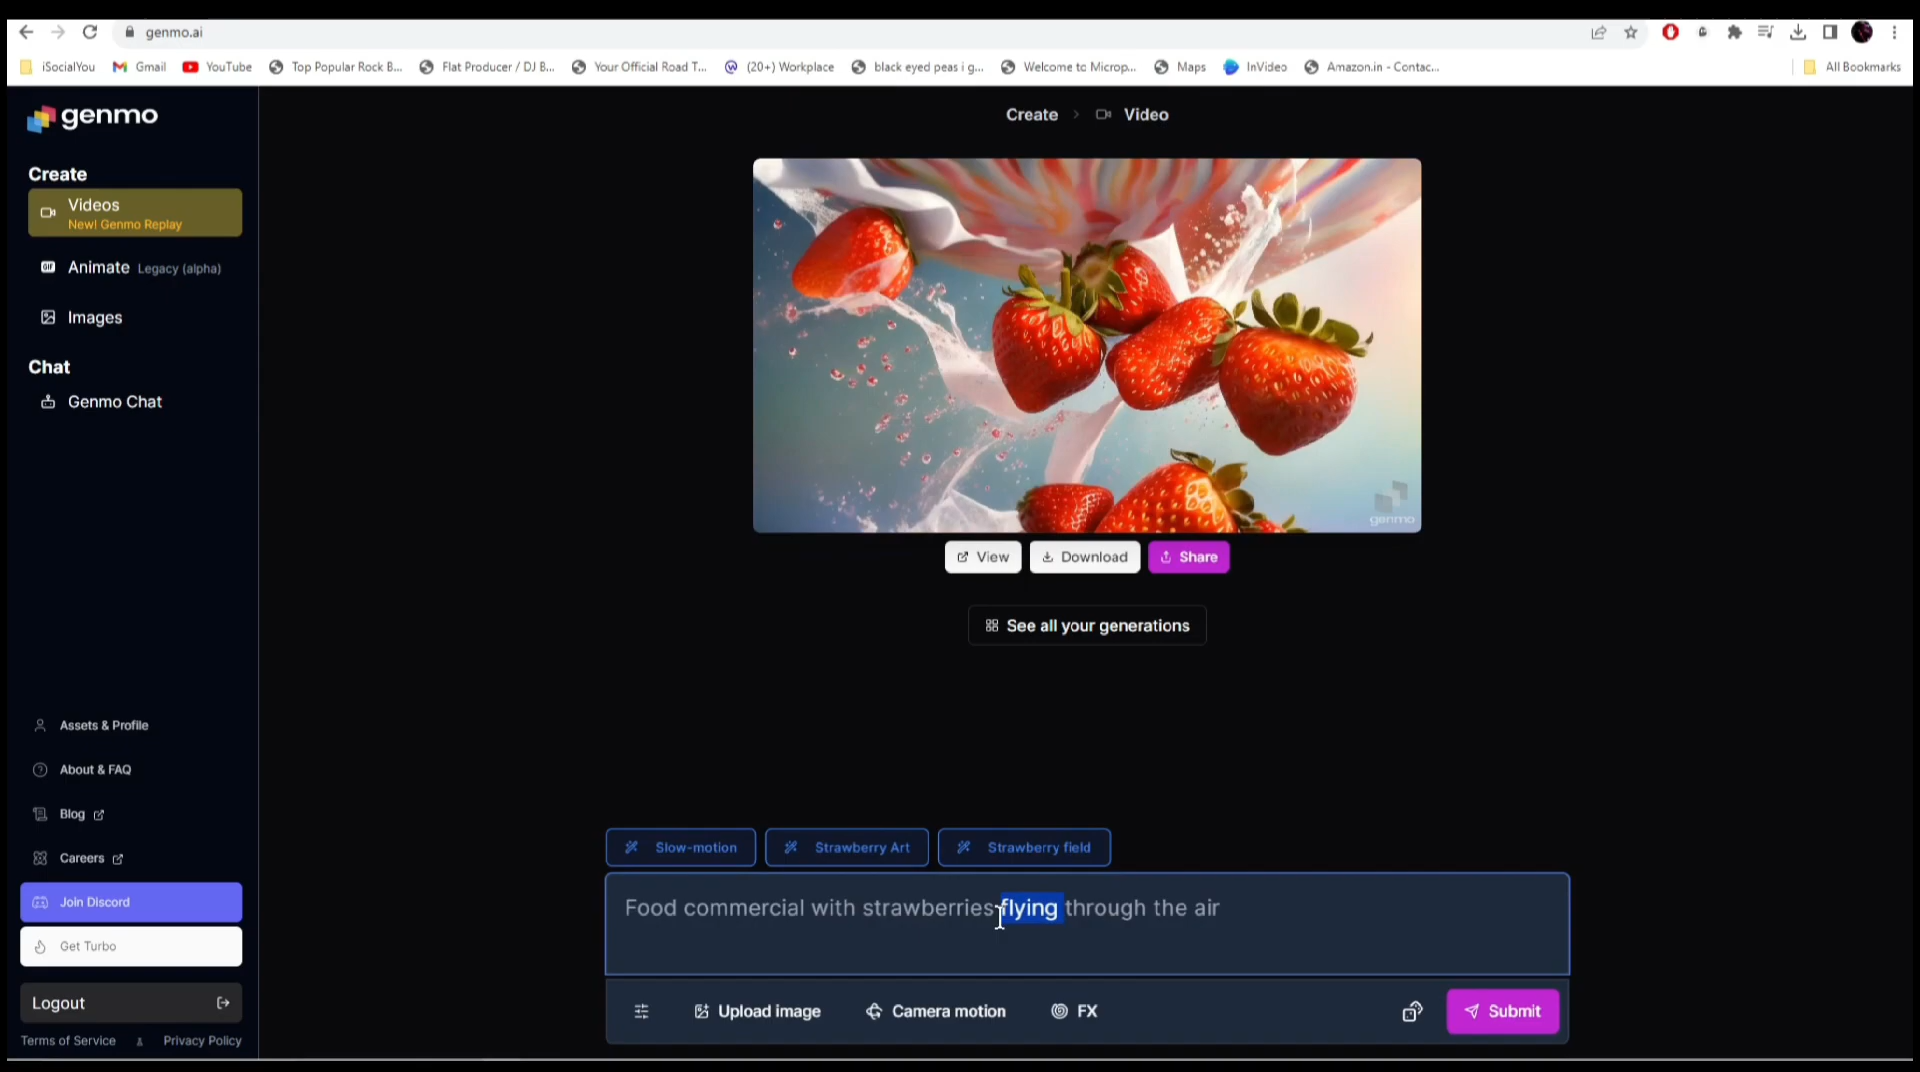 genmo.ai
iSocialYou
Gmail
YouTube
Top Popular Rock B...
Flat Producer / DJ B...
Your Official Road T...
(20+) Workplace
black eyed peas i g...
Welcome to Microp...
Maps
InVideo
Amazon.in - Contac...
All Bookmarks
genmo
Create
Videos
New! Genmo Replay
GIF
Animate Legacy (alpha)
Images
Chat
Genmo Chat
Assets & Profile
About & FAQ
Blog
Careers
Join Discord
Get Turbo
Logout
Terms of Service
Privacy Policy
Create > Video
genmo
View
Download
Share
See all your generations
Slow-motion
Strawberry Art
Strawberry field
Food commercial with strawberries flying through the air
Upload image
Camera motion
FX
Submit